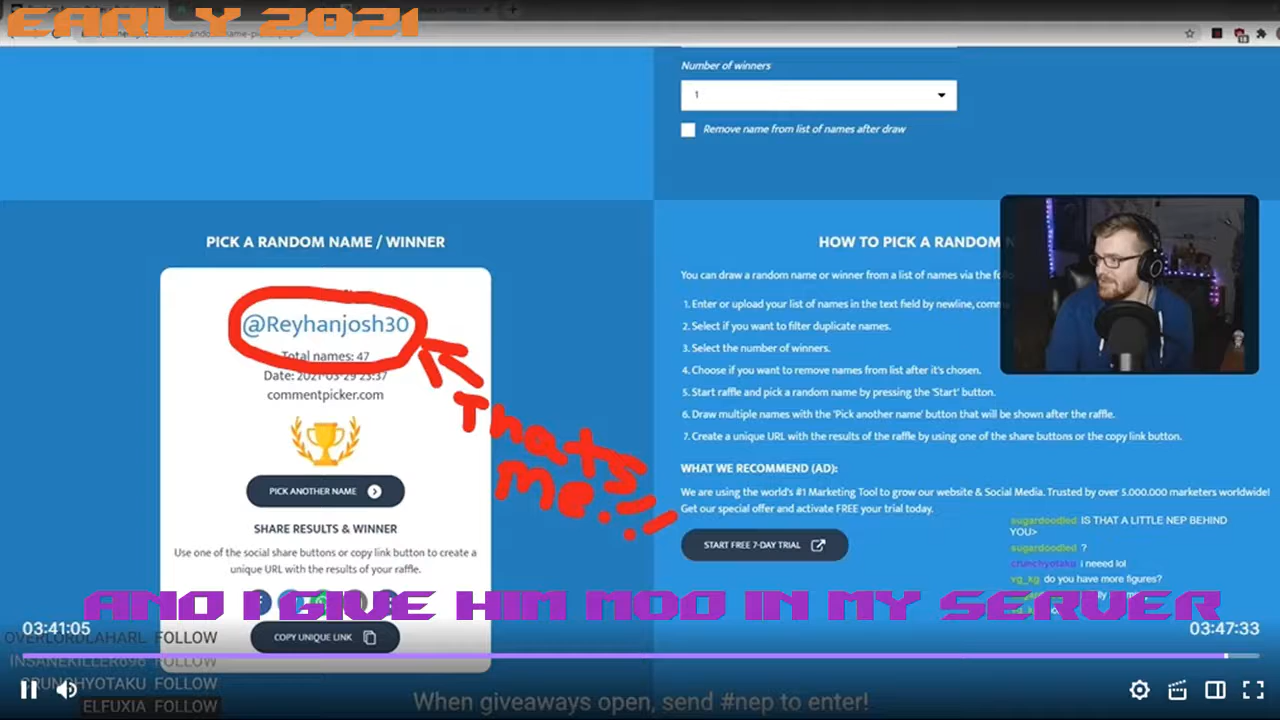 EARLY 2021
Number of winners
1
Remove name from list of names after draw
PICK A RANDOM NAME / WINNER
HOW TO PICK A RANDOM
@Reyhanjosh30
Total names: 47
Date: 2021-03-29 23:37
commentpicker.com
PICK ANOTHER NAME
SHARE RESULTS & WINNER
Use one of the social share buttons or copy link button to create a
unique URL with the results of your raffle.
COPY UNIQUE LINK
You can draw a random name or winner from a list of names via the
1. Enter or upload your list of names in the text field by newline,
2. Select if you want to filter duplicate names.
3. Select the number of winners.
4. Choose if you want to remove names from list after it's chosen.
5. Start raffle and pick a random name by pressing the 'Start' button.
6. Draw multiple names with the 'Pick another name' button that will be shown after the raffle.
7. Create a unique URL with the results of the raffle by using one of the share buttons or the copy link button.
WHAT WE RECOMMEND (AD):
We are using the world's #1 Marketing Tool to grow our website & Social Media. Trusted by over 5.000.000 marketers worldwide!
Get our special offer and activate FREE your trial today.
START FREE 7-DAY TRIAL
Thats
me!!
sugardoodled IS THAT A LITTLE NEP BEHIND
YOU>
sugardoodled ?
crunchyotaku i neeed lol
yg_kg do you have more figures?
AND I GIVE HIM MOD IN MY SERVER
03:41:05
03:47:33
OVERLORDLAHARL FOLLOW
INSANEKILLER698 FOLLOW
CRUNCHYOTAKU FOLLOW
ELFUXIA FOLLOW
When giveaways open, send #nep to enter!